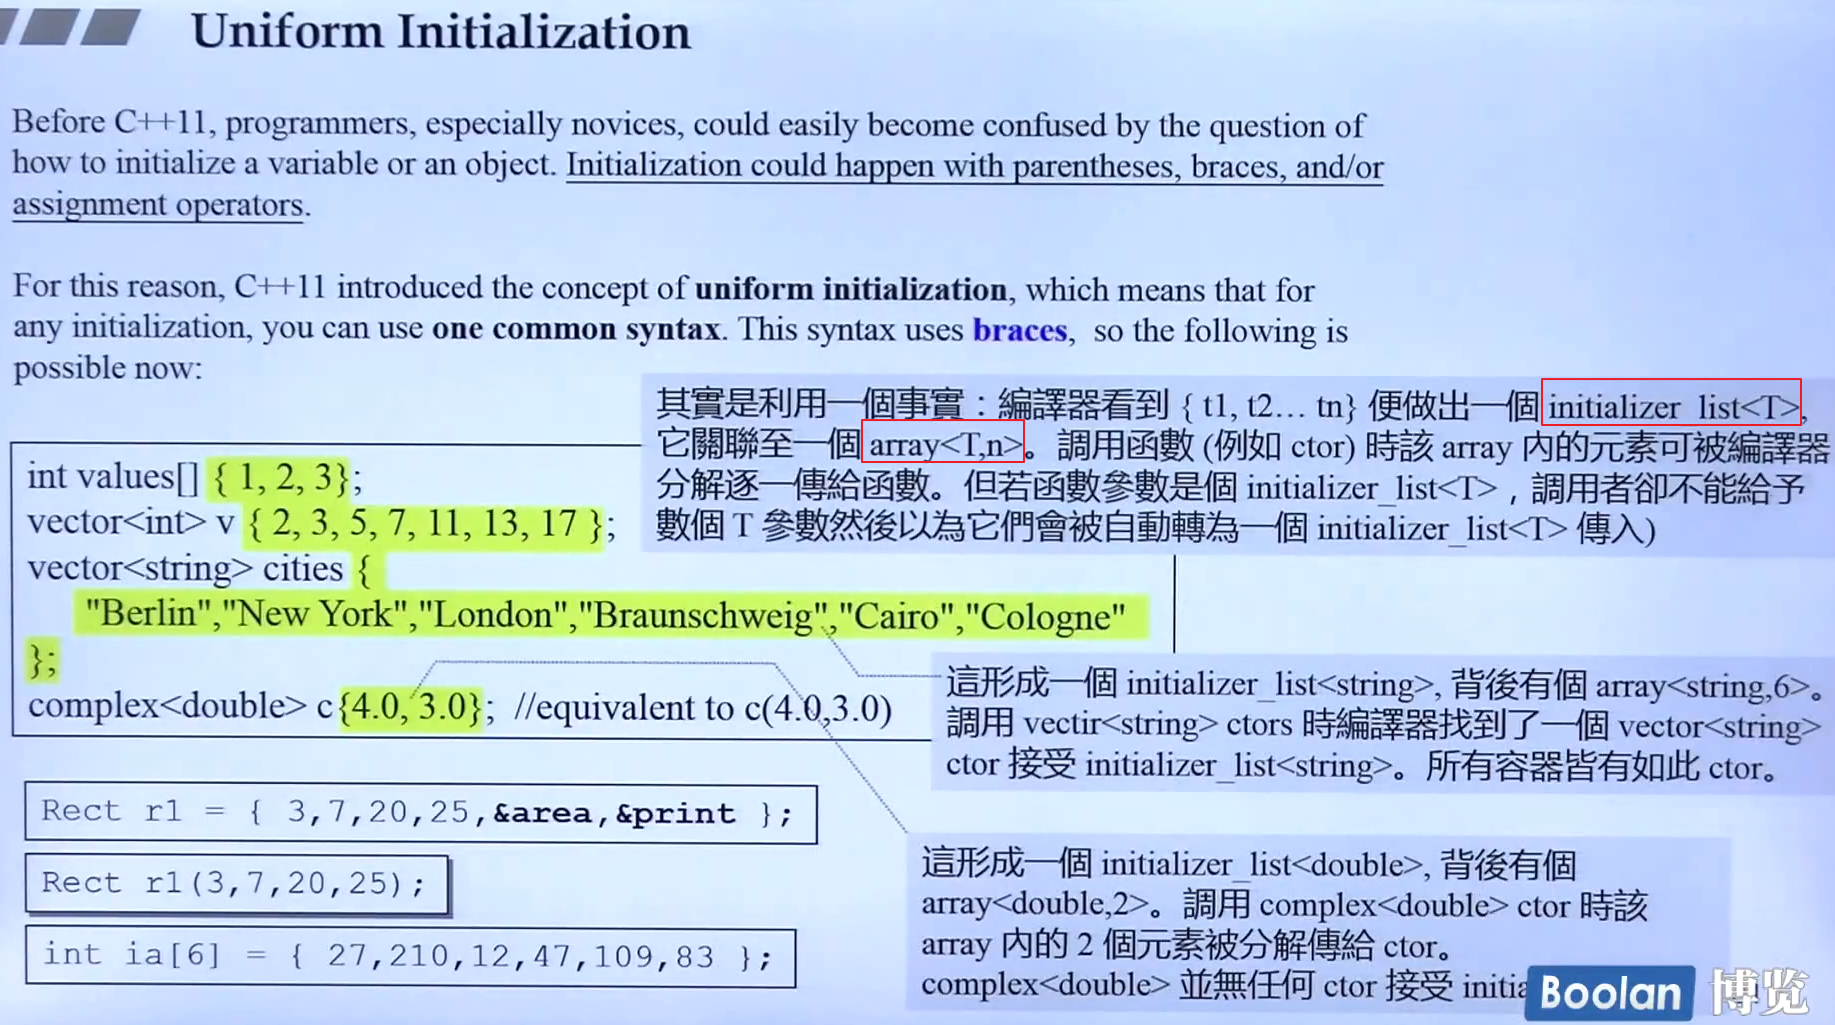 Uniform Initialization
Before C++11, programmers, especially novices, could easily become confused by the question of
how to initialize a variable or an object. Initialization could happen with parentheses, braces, and/or
assignment operators.
For this reason, C++11 introduced the concept of uniform initialization, which means that for
any initialization, you can use one common syntax. This syntax uses braces, so the following is
possible now:
其實是利用一個事實：編譯器看到 { t1, t2… tn} 便做出一個 initializer_list<T>,
它關聯至一個 array<T,n>。調用函數 (例如 ctor) 時該 array 內的元素可被編譯器
分解逐一傳給函數。但若函數參數是個 initializer_list<T>，調用者卻不能給予
數個 T 參數然後以為它們會被自動轉為一個 initializer_list<T> 傳入)
int values[] { 1, 2, 3};
vector<int> v { 2, 3, 5, 7, 11, 13, 17 };
vector<string> cities {
"Berlin","New York","London","Braunschweig","Cairo","Cologne"
};
complex<double> c{4.0, 3.0}; //equivalent to c(4.0,3.0)
這形成一個 initializer_list<string>, 背後有個 array<string,6>。
調用 vectir<string> ctors 時編譯器找到了一個 vector<string>
ctor 接受 initializer_list<string>。所有容器皆有如此 ctor。
Rect r1 = { 3,7,20,25,&area,&print };
Rect r1(3,7,20,25);
int ia[6] = { 27,210,12,47,109,83 };
這形成一個 initializer_list<double>, 背後有個
array<double,2>。調用 complex<double> ctor 時該
array 內的 2 個元素被分解傳給 ctor。
complex<double> 並無任何 ctor 接受 initia
Boolan 博览